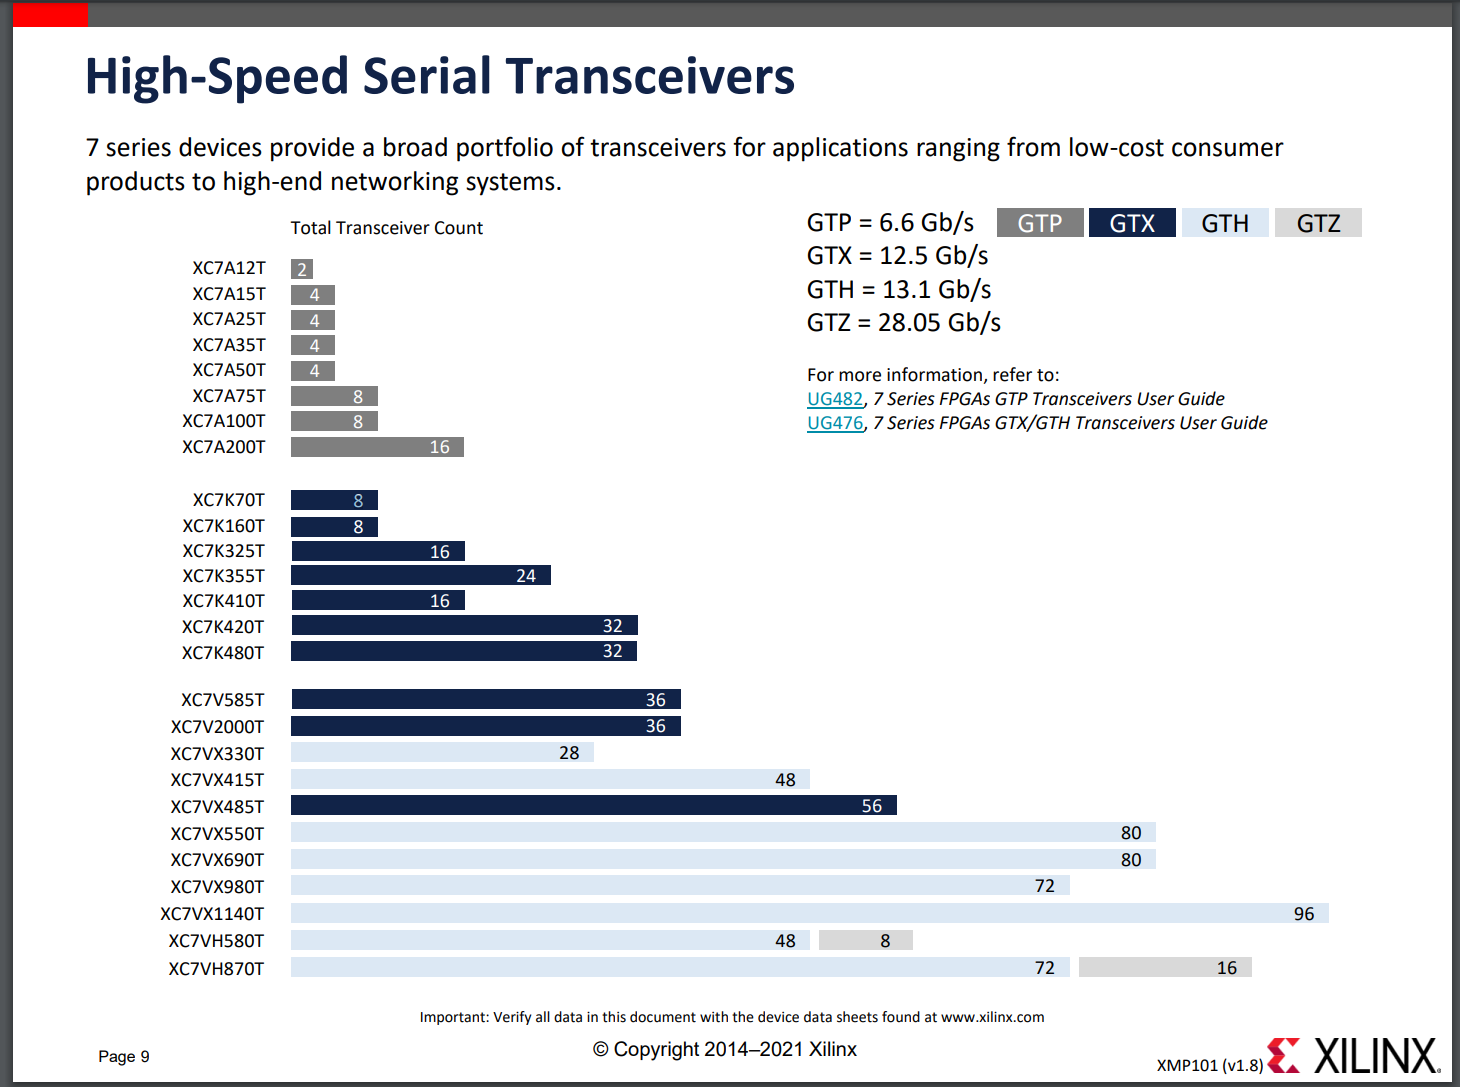 High-Speed Serial Transceivers
7 series devices provide a broad portfolio of transceivers for applications ranging from low-cost consumer
products to high-end networking systems.
Total Transceiver Count
GTP = 6.6 Gb/s GTP GTX GTH GTZ
GTX = 12.5 Gb/s
GTH = 13.1 Gb/s
GTZ = 28.05 Gb/s
For more information, refer to:
UG482, 7 Series FPGAs GTP Transceivers User Guide
UG476, 7 Series FPGAs GTX/GTH Transceivers User Guide
XC7A12T 2
XC7A15T 4
XC7A25T 4
XC7A35T 4
XC7A50T 4
XC7A75T 8
XC7A100T 8
XC7A200T 16
XC7K70T 8
XC7K160T 8
XC7K325T 16
XC7K355T 24
XC7K410T 16
XC7K420T 32
XC7K480T 32
XC7V585T 36
XC7V2000T 36
XC7VX330T 28
XC7VX415T 48
XC7VX485T 56
XC7VX550T 80
XC7VX690T 80
XC7VX980T 72
XC7VX1140T 96
XC7VH580T 48 8
XC7VH870T 72 16
Important: Verify all data in this document with the device data sheets found at www.xilinx.com
Page 9
© Copyright 2014–2021 Xilinx
XMP101 (v1.8)
XILINX.